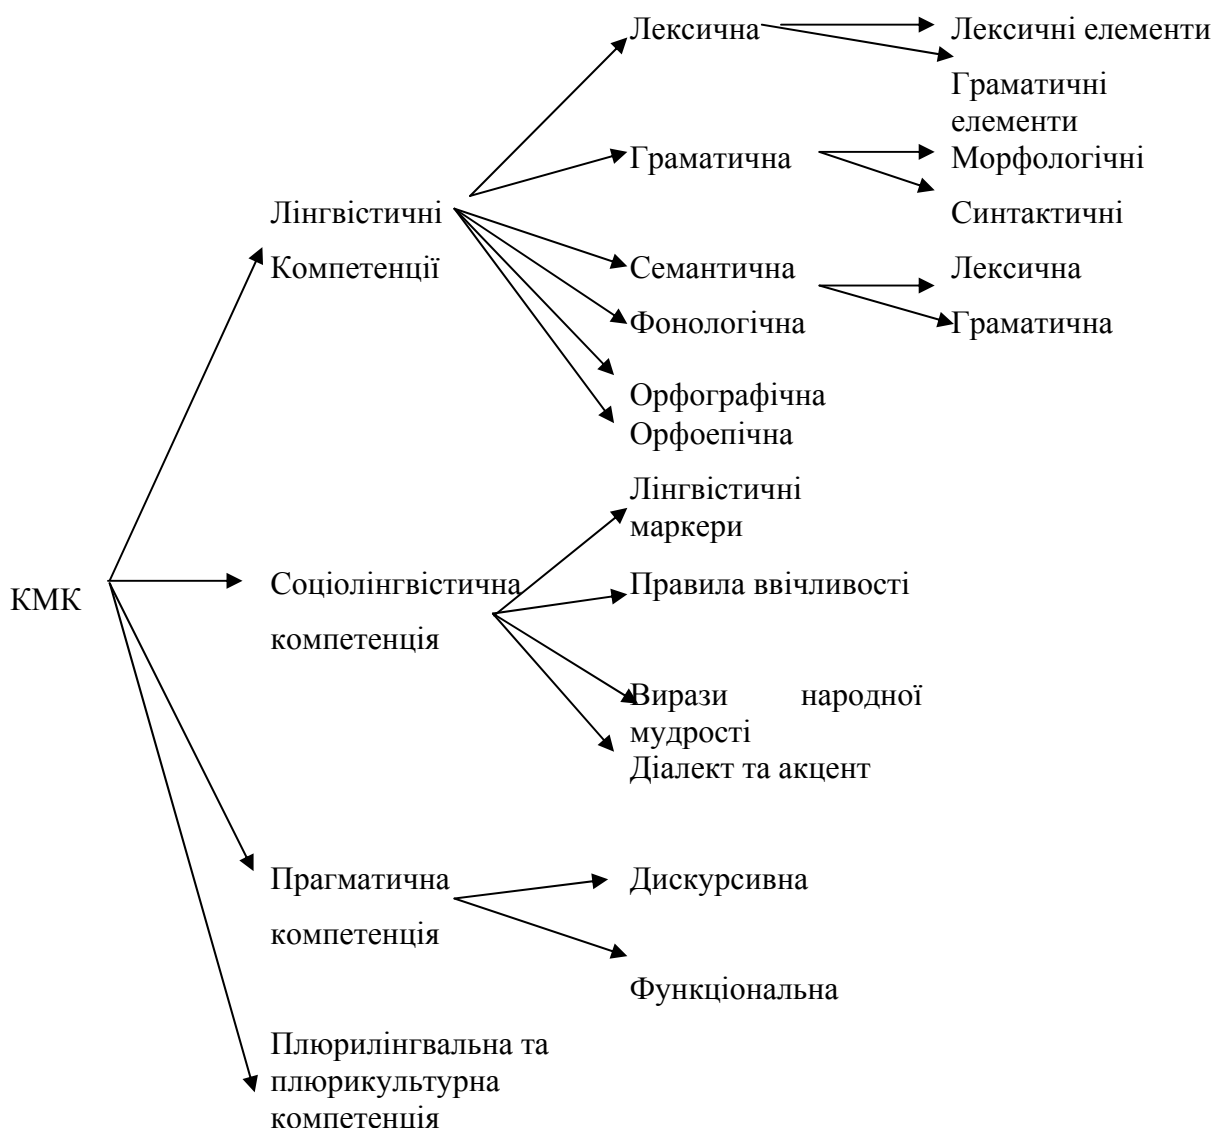 Лексична
Лексичні елементи
Граматичні
елементи
Граматична
Морфологічні
Синтактичні
Лінгвістичні
Компетенції
Семантична
Лексична
Фонологічна
Граматична
Орфографічна
Орфоепічна
Лінгвістичні
маркери
КМК
Соціолінгвістична
компетенція
Правила ввічливості
Вирази народної
мудрості
Діалект та акцент
Прагматична
компетенція
Дискурсивна
Функціональна
Плюрилінгвальна та
плюрикультурна
компетенція